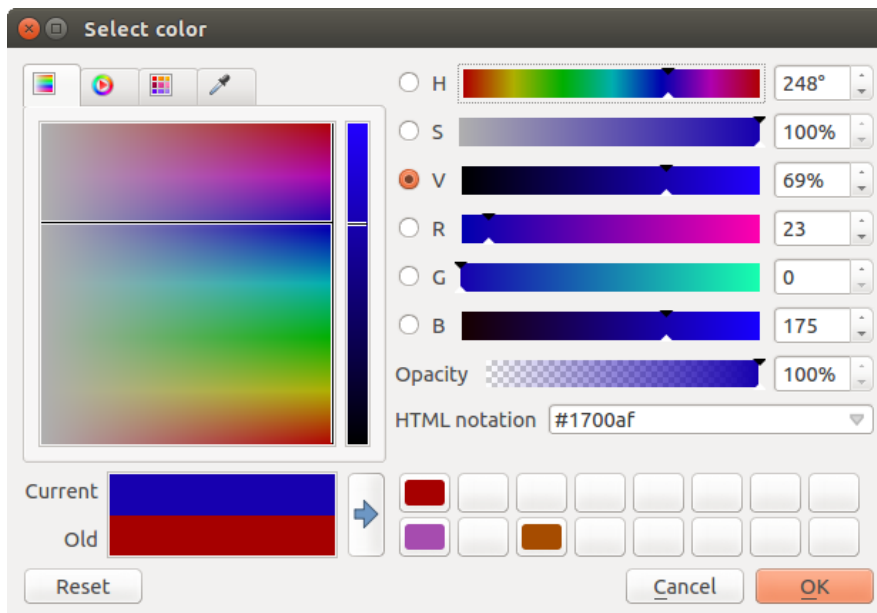 Select color
H 248°
S 100%
V 69%
R 23
G 0
B 175
Opacity 100%
HTML notation #1700af
Current
Old
Reset Cancel OK